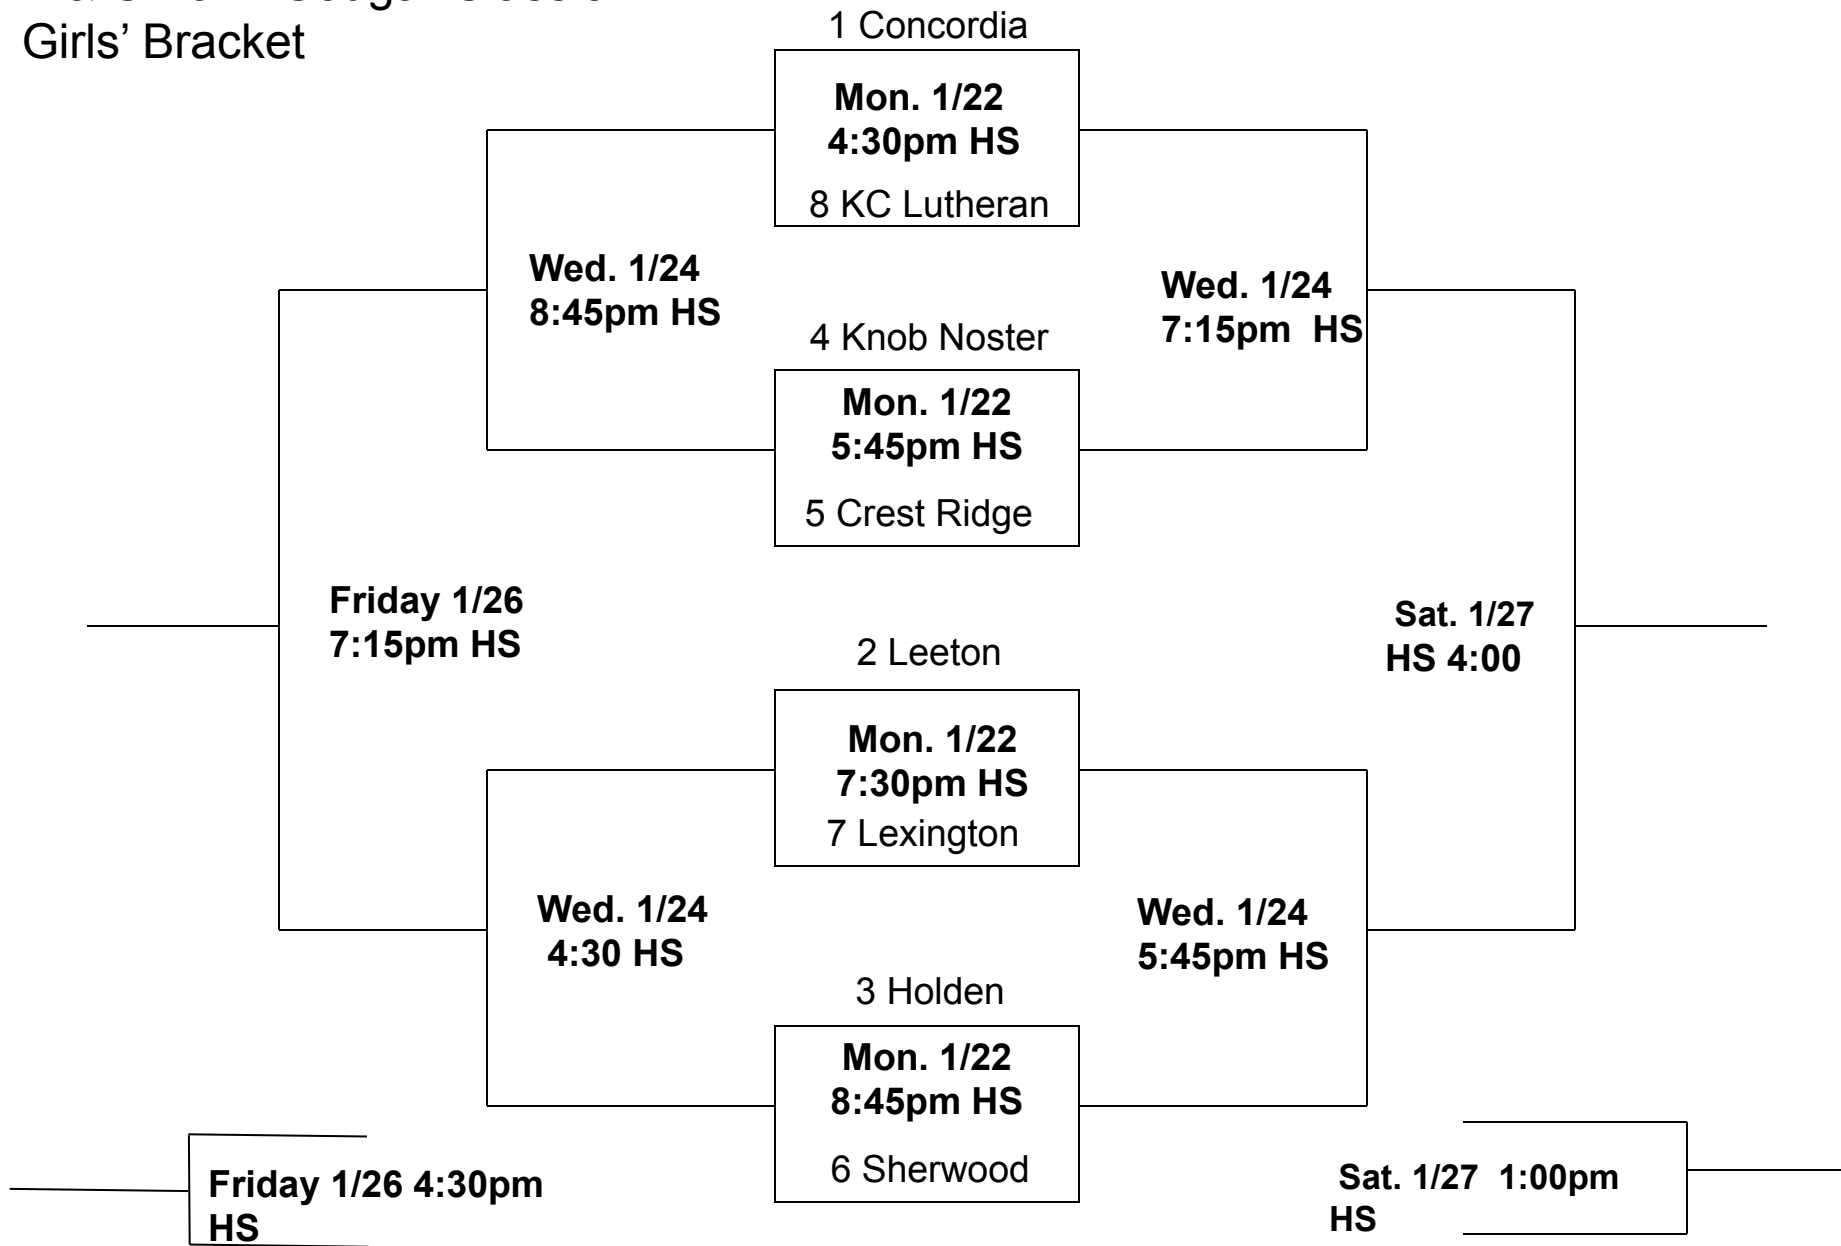 Girls’ Bracket
1 Concordia
Mon. 1/22
4:30pm HS
8 KC Lutheran
Wed. 1/24
8:45pm HS
Wed. 1/24
7:15pm HS
4 Knob Noster
Mon. 1/22
5:45pm HS
5 Crest Ridge
Friday 1/26
7:15pm HS
Sat. 1/27
HS 4:00
2 Leeton
Mon. 1/22
7:30pm HS
7 Lexington
Wed. 1/24
4:30 HS
Wed. 1/24
5:45pm HS
3 Holden
Mon. 1/22
8:45pm HS
6 Sherwood
Friday 1/26 4:30pm
HS
Sat. 1/27 1:00pm
HS